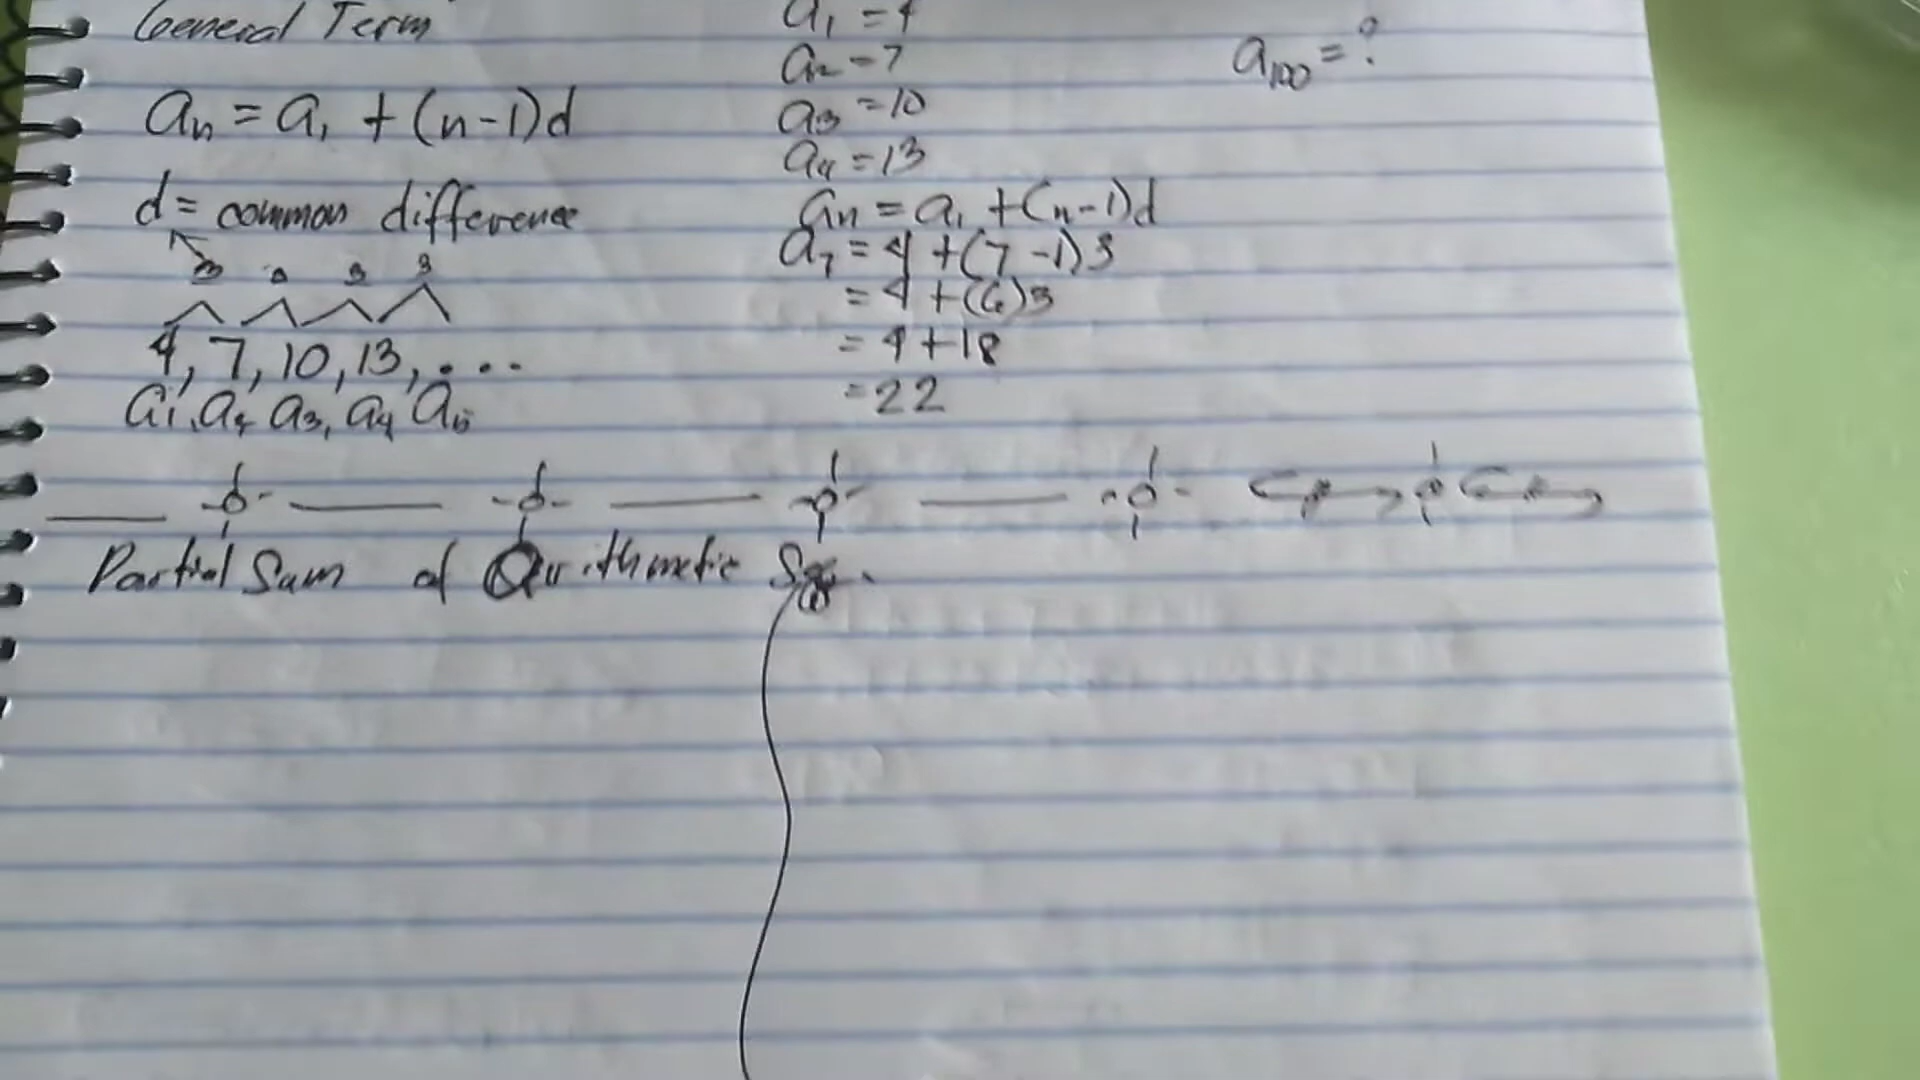 General Term
aₙ = a₁ + (n-1)d
d = common difference
3 3 3 3
4, 7, 10, 13, . . .
a₁, a₂, a₃, a₄ a₅
a₁ = 4
a₂ = 7
a₃ = 10
a₄ = 13
aₙ = a₁ + (n-1)d
a₇ = 4 + (7-1)3
= 4 + (6)3
= 4 + 18
= 22
a₁₀₀ = ?
Partial Sum of Arithmetic